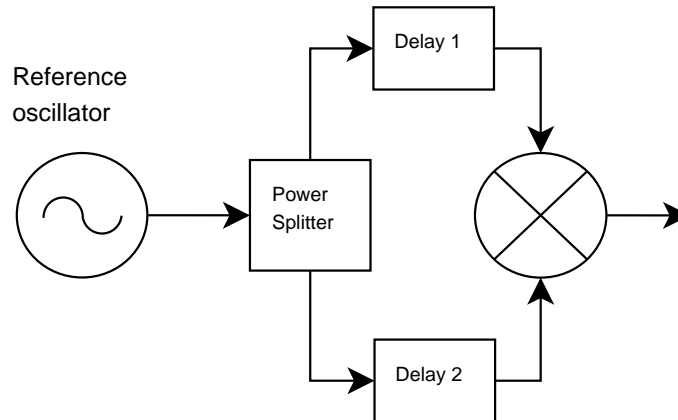 Reference
oscillator
Power
Splitter
Delay 1
Delay 2